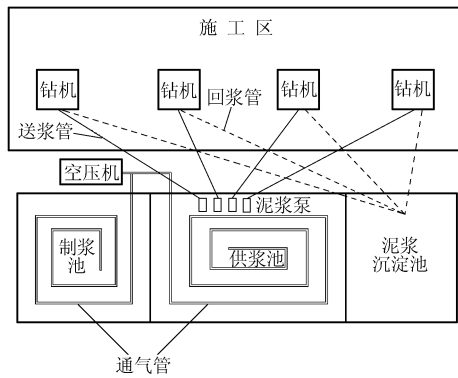 施 工 区
钻机
钻机
钻机
钻机
回浆管
送浆管
空压机
泥浆泵
制浆
池
供浆池
泥浆
沉淀池
通气管